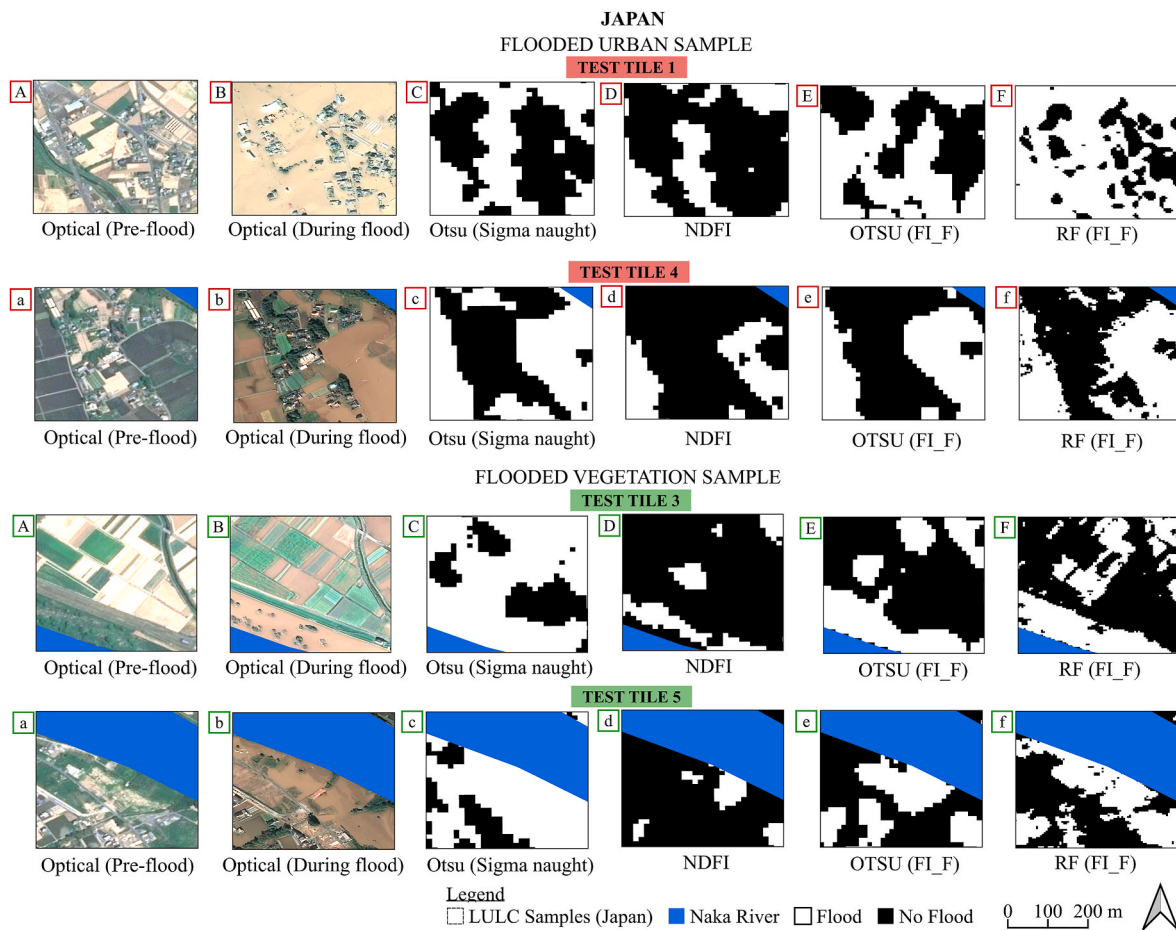 JAPAN
FLOODED URBAN SAMPLE
TEST TILE 1
A B C D E F
Optical (Pre-flood) Optical (During flood) Otsu (Sigma naught) NDFI OTSU (FI_F) RF (FI_F)
TEST TILE 4
a b c d e f
Optical (Pre-flood) Optical (During flood) Otsu (Sigma naught) NDFI OTSU (FI_F) RF (FI_F)
FLOODED VEGETATION SAMPLE
TEST TILE 3
A B C D E F
Optical (Pre-flood) Optical (During flood) Otsu (Sigma naught) NDFI OTSU (FI_F) RF (FI_F)
TEST TILE 5
a b c d e f
Optical (Pre-flood) Optical (During flood) Otsu (Sigma naught) NDFI OTSU (FI_F) RF (FI_F)
Legend
LULC Samples (Japan) Naka River Flood No Flood
0 100 200 m